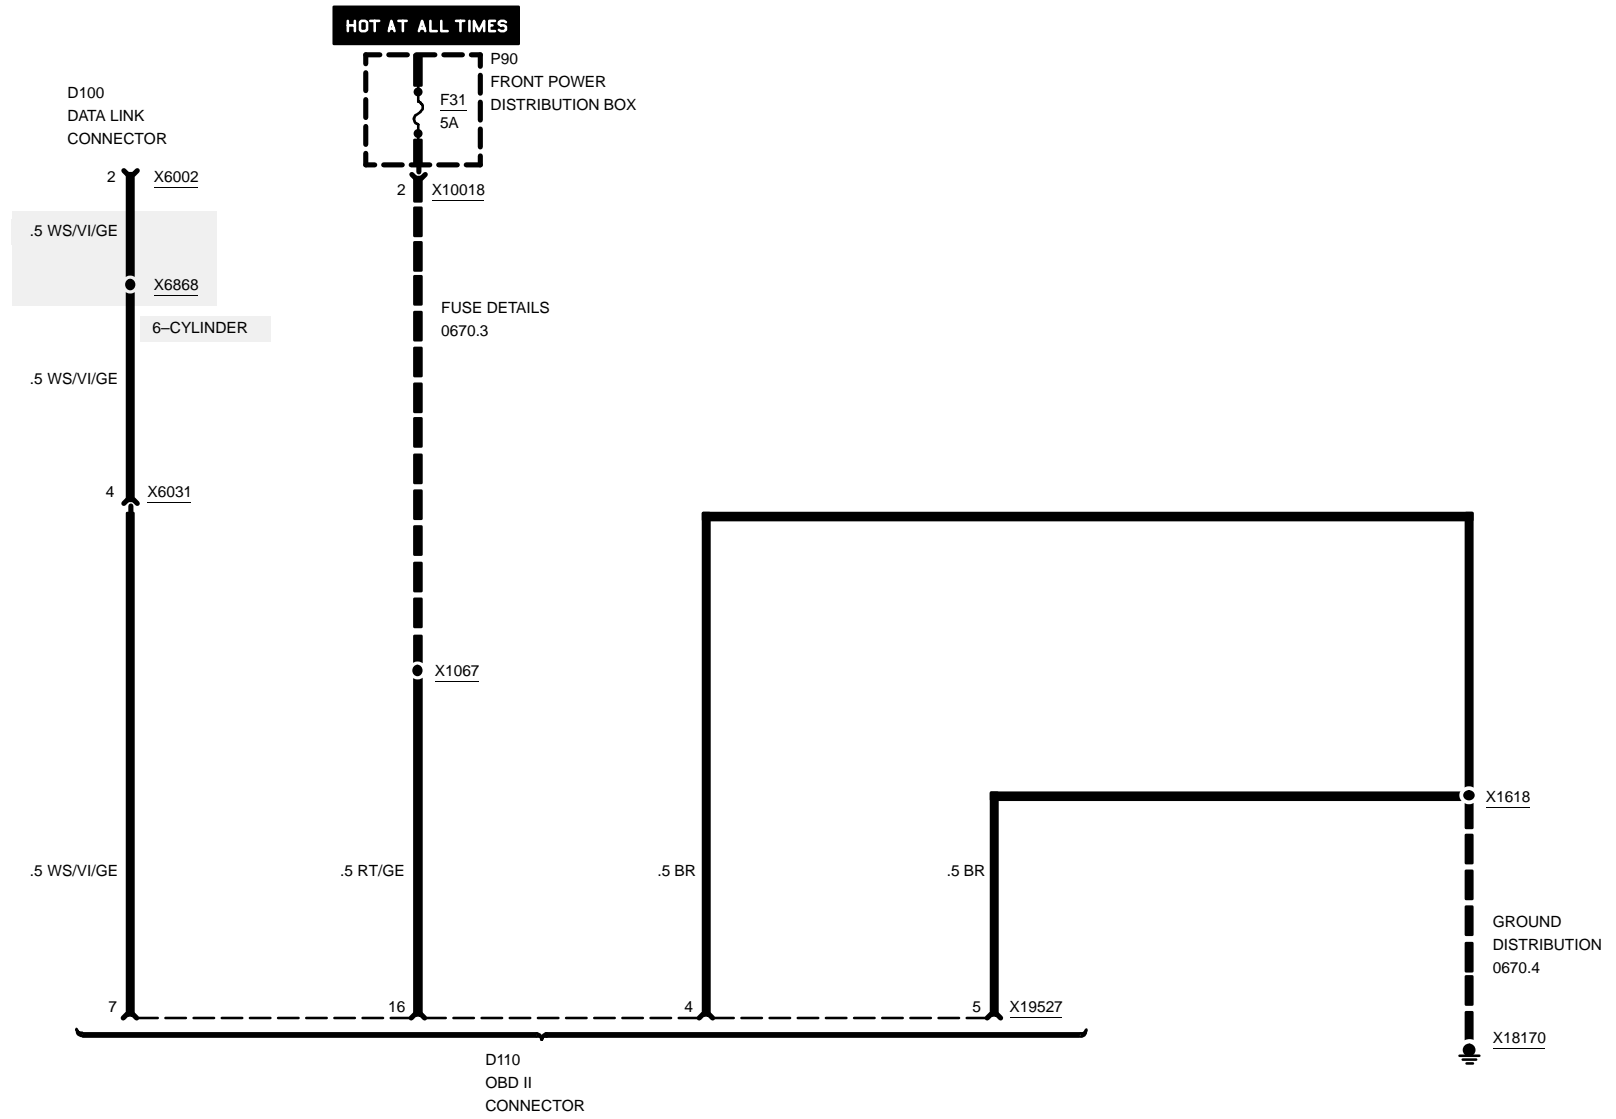 HOT AT ALL TIMES
P90
FRONT POWER
DISTRIBUTION BOX
F31
5A
D100
DATA LINK
CONNECTOR
2
X6002
2
X10018
.5 WS/VI/GE
X6868
6–CYLINDER
FUSE DETAILS
0670.3
.5 WS/VI/GE
4
X6031
X1067
X1618
.5 WS/VI/GE
.5 RT/GE
.5 BR
.5 BR
GROUND
DISTRIBUTION
0670.4
7
16
4
5
X19527
X18170
D110
OBD II
CONNECTOR